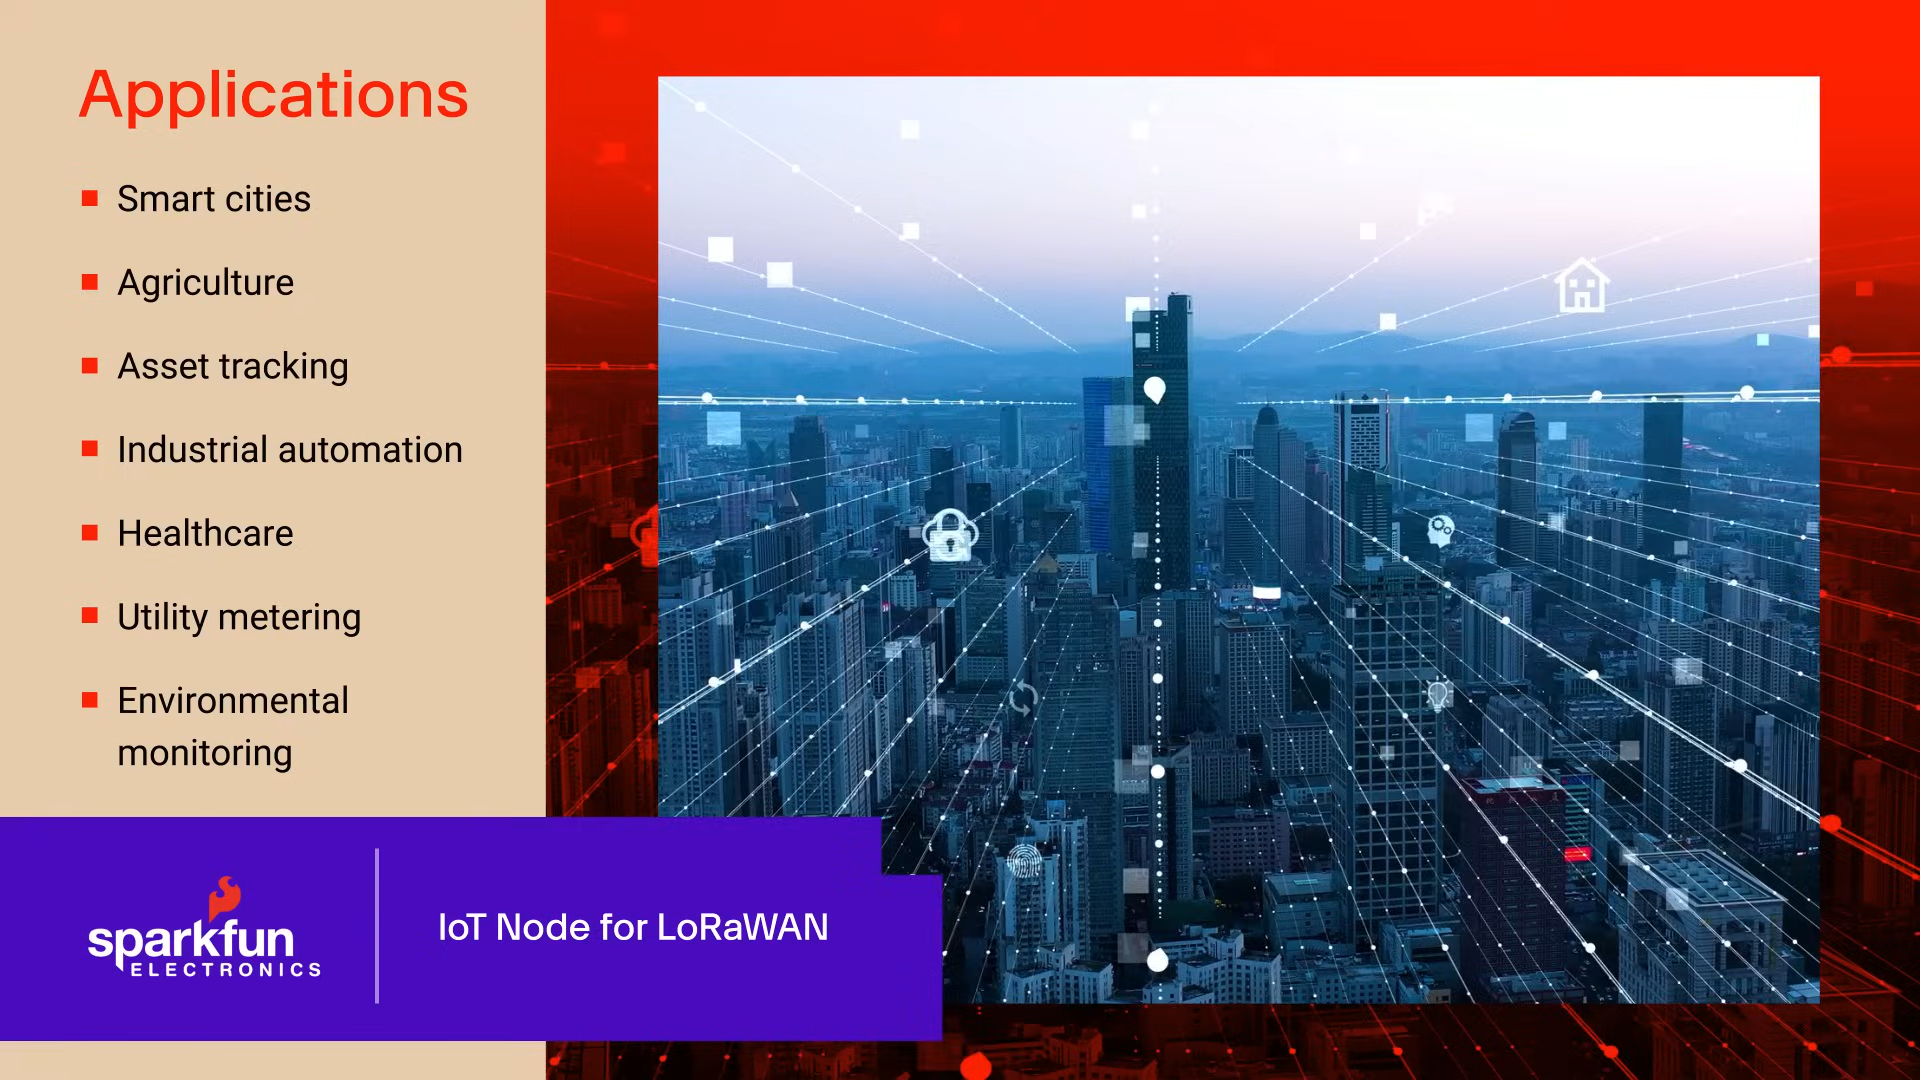 Applications
Smart cities
Agriculture
Asset tracking
Industrial automation
Healthcare
Utility metering
Environmental
monitoring
sparkfun
ELECTRONICS
IoT Node for LoRaWAN